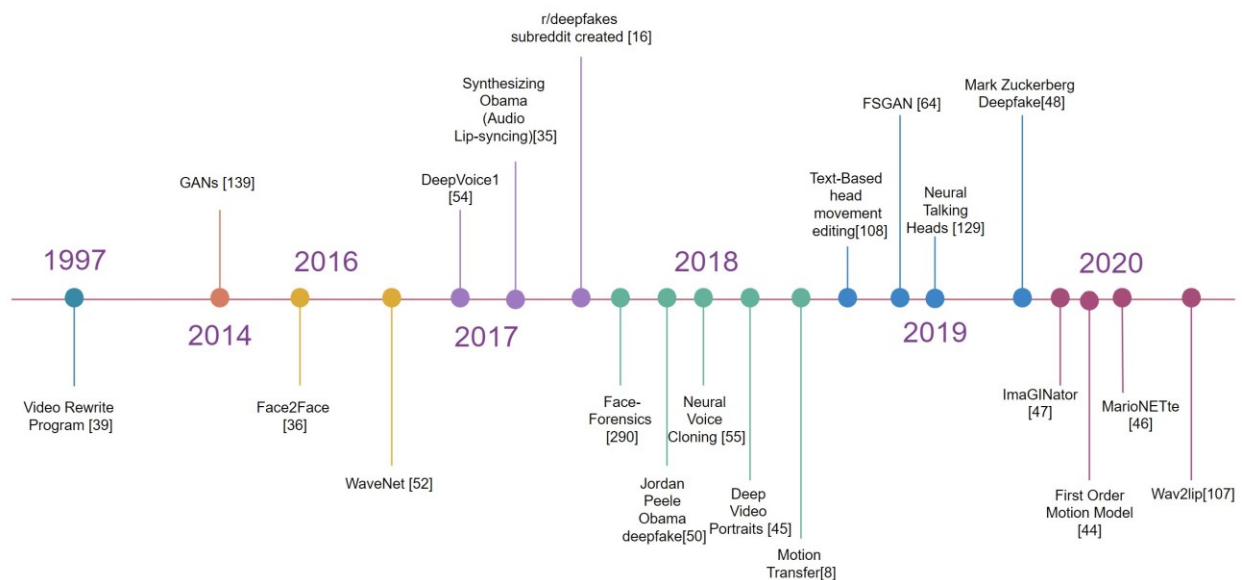 r/deepfakes
subreddit created [16]
Synthesizing
Obama
(Audio
Lip-syncing)[35]
FSGAN [64]
Mark Zuckerberg
Deepfake[48]
GANs [139]
DeepVoice1
[54]
Text-Based
head
movement
editing[108]
Neural
Talking
Heads [129]
1997
2016
2018
2020
2014
2017
2019
Video Rewrite
Program [39]
Face2Face
[36]
WaveNet [52]
Face-
Forensics
[290]
Jordan
Peele
Obama
deepfake[50]
Neural
Voice
Cloning [55]
Deep
Video
Portraits [45]
Motion
Transfer[8]
ImaGINator
[47]
First Order
Motion Model
[44]
MarioNETte
[46]
Wav2lip[107]